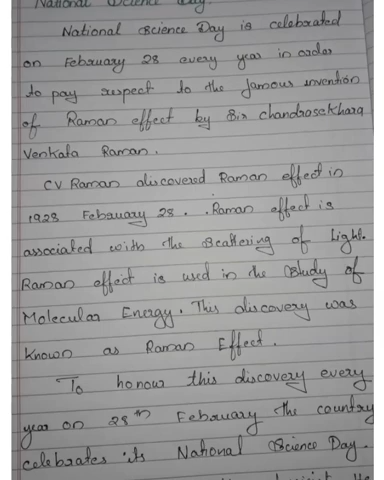 National Science Day.
National Science Day is celebrated
on February 28 every year in order
to pay respect to the famous invention
of Raman effect by Sir chandrasekhara
Venkata Raman.
CV Raman discovered Raman effect in
1928 February 28. Raman effect is
associated with the Scattering of Light.
Raman effect is used in the Study of
Molecular Energy. This discovery was
Known as Raman Effect.
To honour this discovery every
year on 28th February the country
celebrates its National Science Day.